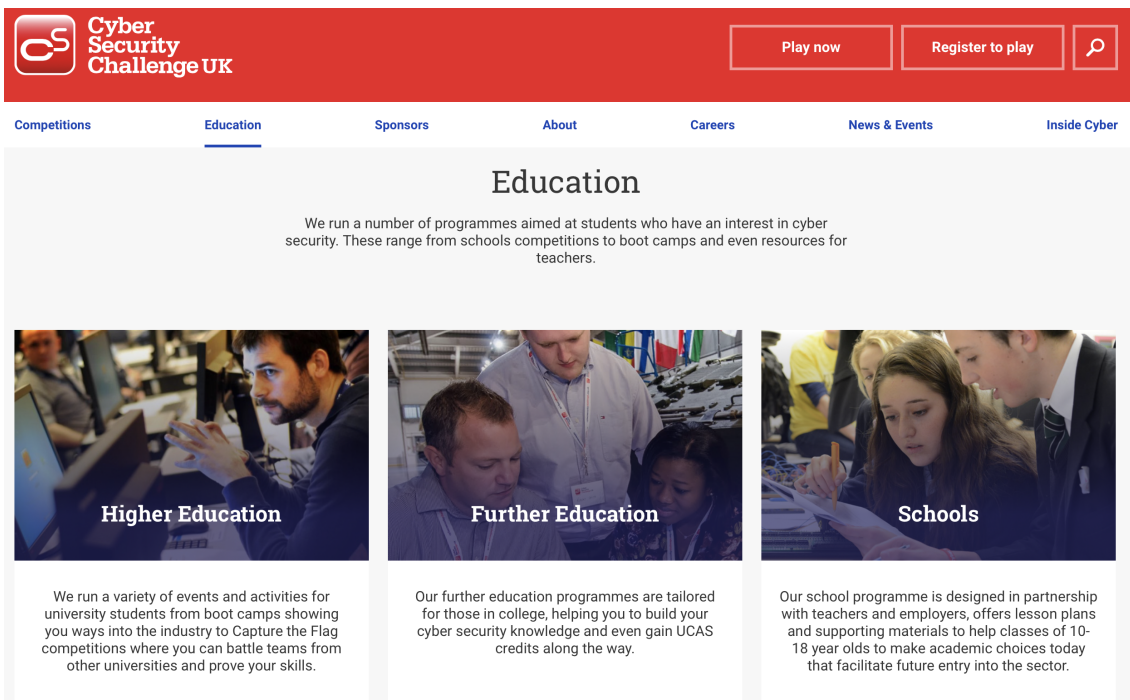 Cyber
Security
Challenge UK
Play now
Register to play
Competitions
Education
Sponsors
About
Careers
News & Events
Inside Cyber
Education
We run a number of programmes aimed at students who have an interest in cyber
security. These range from schools competitions to boot camps and even resources for
teachers.
Higher Education
We run a variety of events and activities for
university students from boot camps showing
you ways into the industry to Capture the Flag
competitions where you can battle teams from
other universities and prove your skills.
Further Education
Our further education programmes are tailored
for those in college, helping you to build your
cyber security knowledge and even gain UCAS
credits along the way.
Schools
Our school programme is designed in partnership
with teachers and employers, offers lesson plans
and supporting materials to help classes of 10-
18 year olds to make academic choices today
that facilitate future entry into the sector.